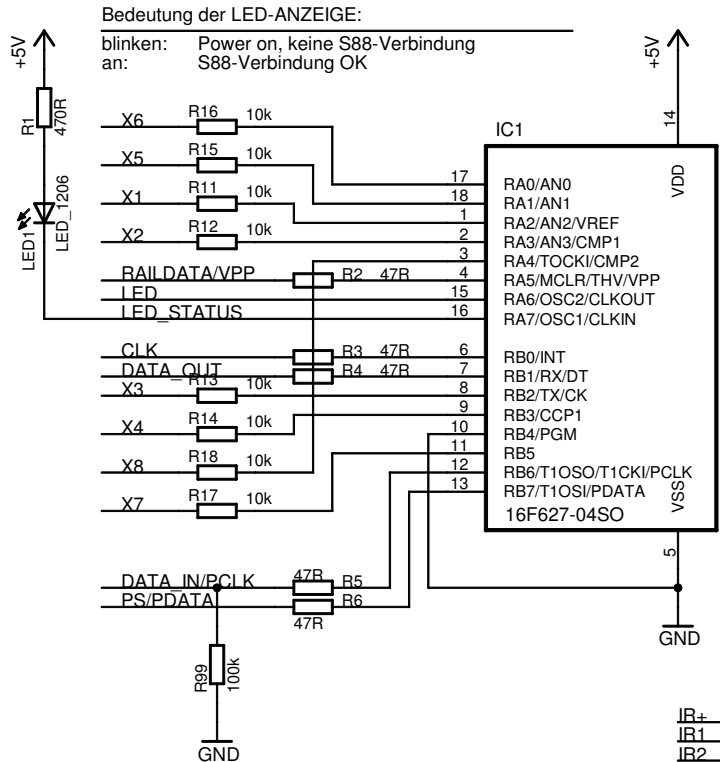 Bedeutung der LED-ANZEIGE:
blinken: Power on, keine S88-Verbindung
an: S88-Verbindung OK
+5V
+5V
R1
470R
LED1
LED_1206
X6 R16 10k
X5 R15 10k
X1 R11 10k
X2 R12 10k
RAILDATA/VPP R2 47R
LED
LED_STATUS
CLK R3 47R
DATA_OUT R4 47R
X3 R13 10k
X4 R14 10k
X8 R18 10k
X7 R17 10k
IC1
14
VDD
17 RA0/AN0
18 RA1/AN1
1 RA2/AN2/VREF
2 RA3/AN3/CMP1
3 RA4/TOCKI/CMP2
4 RA5/MCLR/THV/VPP
15 RA6/OSC2/CLKOUT
16 RA7/OSC1/CLKIN
6 RB0/INT
7 RB1/RX/DT
8 RB2/TX/CK
9 RB3/CCP1
10 RB4/PGM
11 RB5
12 RB6/T1OSO/T1CKI/PCLK
13 RB7/T1OSI/PDATA
VSS
16F627-04SO
5
DATA_IN/PCLK 47R R5
PS/PDATA R6
47R
GND
R99
100k
GND
IR+
IR1
IR2